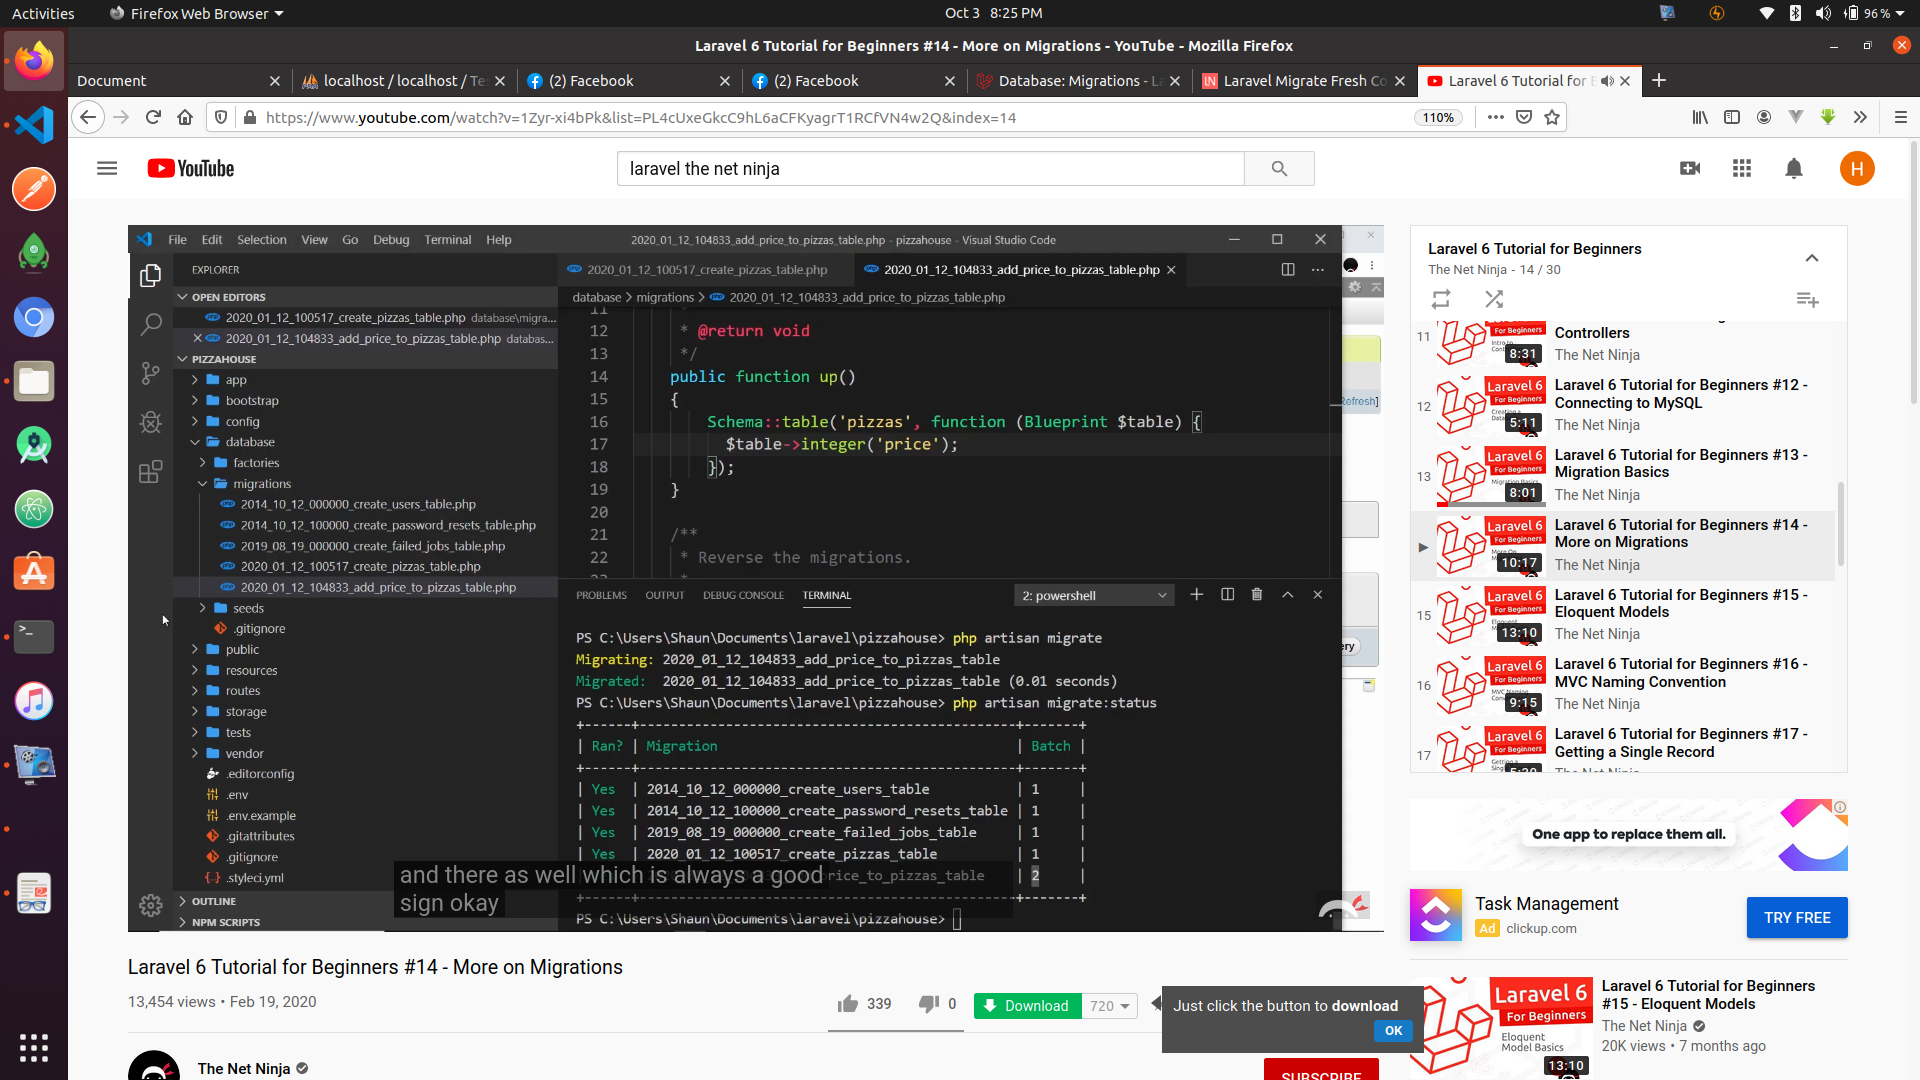 Activities
Firefox Web Browser
Oct 3 8:25 PM
96 %
Laravel 6 Tutorial for Beginners #14 - More on Migrations - YouTube - Mozilla Firefox
Document
localhost / localhost / Te
(2) Facebook
(2) Facebook
Database: Migrations - La
Laravel Migrate Fresh Co
Laravel 6 Tutorial for B
https://www.youtube.com/watch?v=1Zyr-xi4bPk&list=PL4cUxeGkcC9hL6aCFKyagrT1RCfVN4w2Q&index=14
110%
YouTube
laravel the net ninja
H
File Edit Selection View Go Debug Terminal Help
2020_01_12_104833_add_price_to_pizzas_table.php - pizzahouse - Visual Studio Code
EXPLORER
OPEN EDITORS
2020_01_12_100517_create_pizzas_table.php database\migra...
2020_01_12_104833_add_price_to_pizzas_table.php databas...
PIZZAHOUSE
app
bootstrap
config
database
factories
migrations
2014_10_12_000000_create_users_table.php
2014_10_12_100000_create_password_resets_table.php
2019_08_19_000000_create_failed_jobs_table.php
2020_01_12_100517_create_pizzas_table.php
2020_01_12_104833_add_price_to_pizzas_table.php
seeds
.gitignore
public
resources
routes
storage
tests
vendor
.editorconfig
.env
.env.example
.gitattributes
.gitignore
.styleci.yml
OUTLINE
NPM SCRIPTS
2020_01_12_100517_create_pizzas_table.php
2020_01_12_104833_add_price_to_pizzas_table.php
database > migrations > 2020_01_12_104833_add_price_to_pizzas_table.php
11
12 * @return void
13 */
14 public function up()
15 {
16 Schema::table('pizzas', function (Blueprint $table) {
17 $table->integer('price');
18 });
19 }
20
21 /**
22 * Reverse the migrations.
PROBLEMS OUTPUT DEBUG CONSOLE TERMINAL
2: powershell
PS C:\Users\Shaun\Documents\laravel\pizzahouse> php artisan migrate
Migrating: 2020_01_12_104833_add_price_to_pizzas_table
Migrated: 2020_01_12_104833_add_price_to_pizzas_table (0.01 seconds)
PS C:\Users\Shaun\Documents\laravel\pizzahouse> php artisan migrate:status
+------+------------------------------------------------+-------+
| Ran? | Migration | Batch |
+------+------------------------------------------------+-------+
| Yes | 2014_10_12_000000_create_users_table | 1 |
| Yes | 2014_10_12_100000_create_password_resets_table | 1 |
| Yes | 2019_08_19_000000_create_failed_jobs_table | 1 |
| Yes | 2020_01_12_100517_create_pizzas_table | 1 |
rice_to_pizzas_table | 2 |
PS C:\Users\Shaun\Documents\laravel\pizzahouse>
and there as well which is always a good
sign okay
Refresh]
ry
Laravel 6 Tutorial for Beginners #14 - More on Migrations
13,454 views • Feb 19, 2020
339
0
Download
720
Just click the button to download
OK
The Net Ninja
SUBSCRIBE
Laravel 6 Tutorial for Beginners
The Net Ninja - 14 / 30
11
8:31
Controllers
The Net Ninja
12
5:11
Laravel 6 Tutorial for Beginners #12 -
Connecting to MySQL
The Net Ninja
13
8:01
Laravel 6 Tutorial for Beginners #13 -
Migration Basics
The Net Ninja
10:17
Laravel 6 Tutorial for Beginners #14 -
More on Migrations
The Net Ninja
15
13:10
Laravel 6 Tutorial for Beginners #15 -
Eloquent Models
The Net Ninja
16
9:15
Laravel 6 Tutorial for Beginners #16 -
MVC Naming Convention
The Net Ninja
17
Laravel 6 Tutorial for Beginners #17 -
Getting a Single Record
The Net Ninja
One app to replace them all.
Task Management
Ad clickup.com
TRY FREE
Laravel 6
For Beginners
Eloquent
Model Basics
13:10
Laravel 6 Tutorial for Beginners
#15 - Eloquent Models
The Net Ninja
20K views • 7 months ago